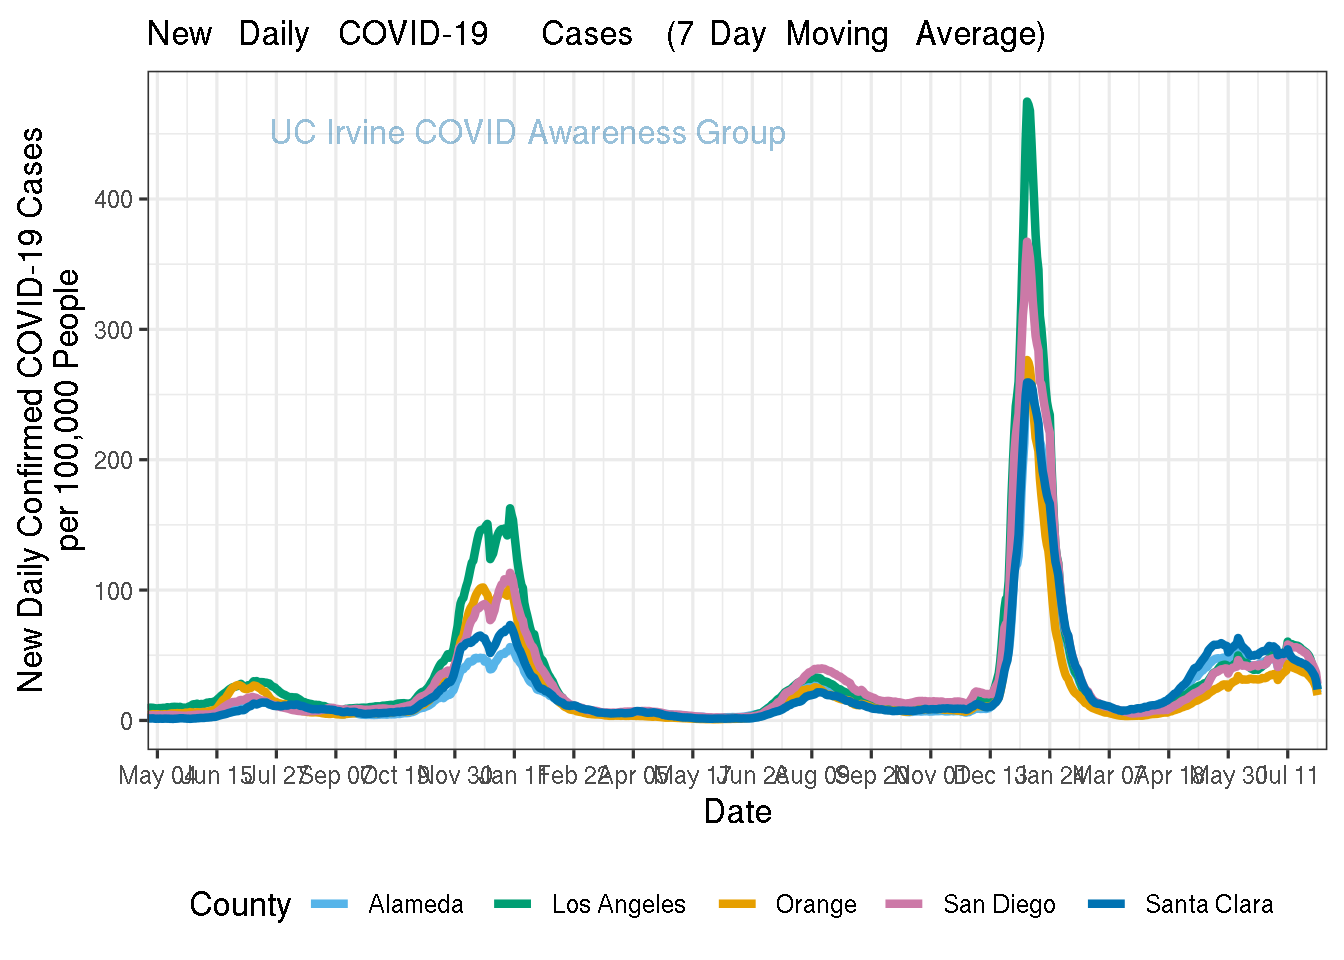 New Daily COVID-19 Cases (7 Day Moving Average)
UC Irvine COVID Awareness Group
New Daily Confirmed COVID-19 Cases
per 100,000 People
400
300
200
100
0
May 04 Jun 15 Jul 27 Sep 07 Oct 19 Nov 30 Jan 11 Feb 22 Apr 05 May 17 Jun 28 Aug 09 Sep 20 Nov 01 Dec 13 Jan 24 Mar 07 Apr 18 May 30 Jul 11
Date
County Alameda Los Angeles Orange San Diego Santa Clara